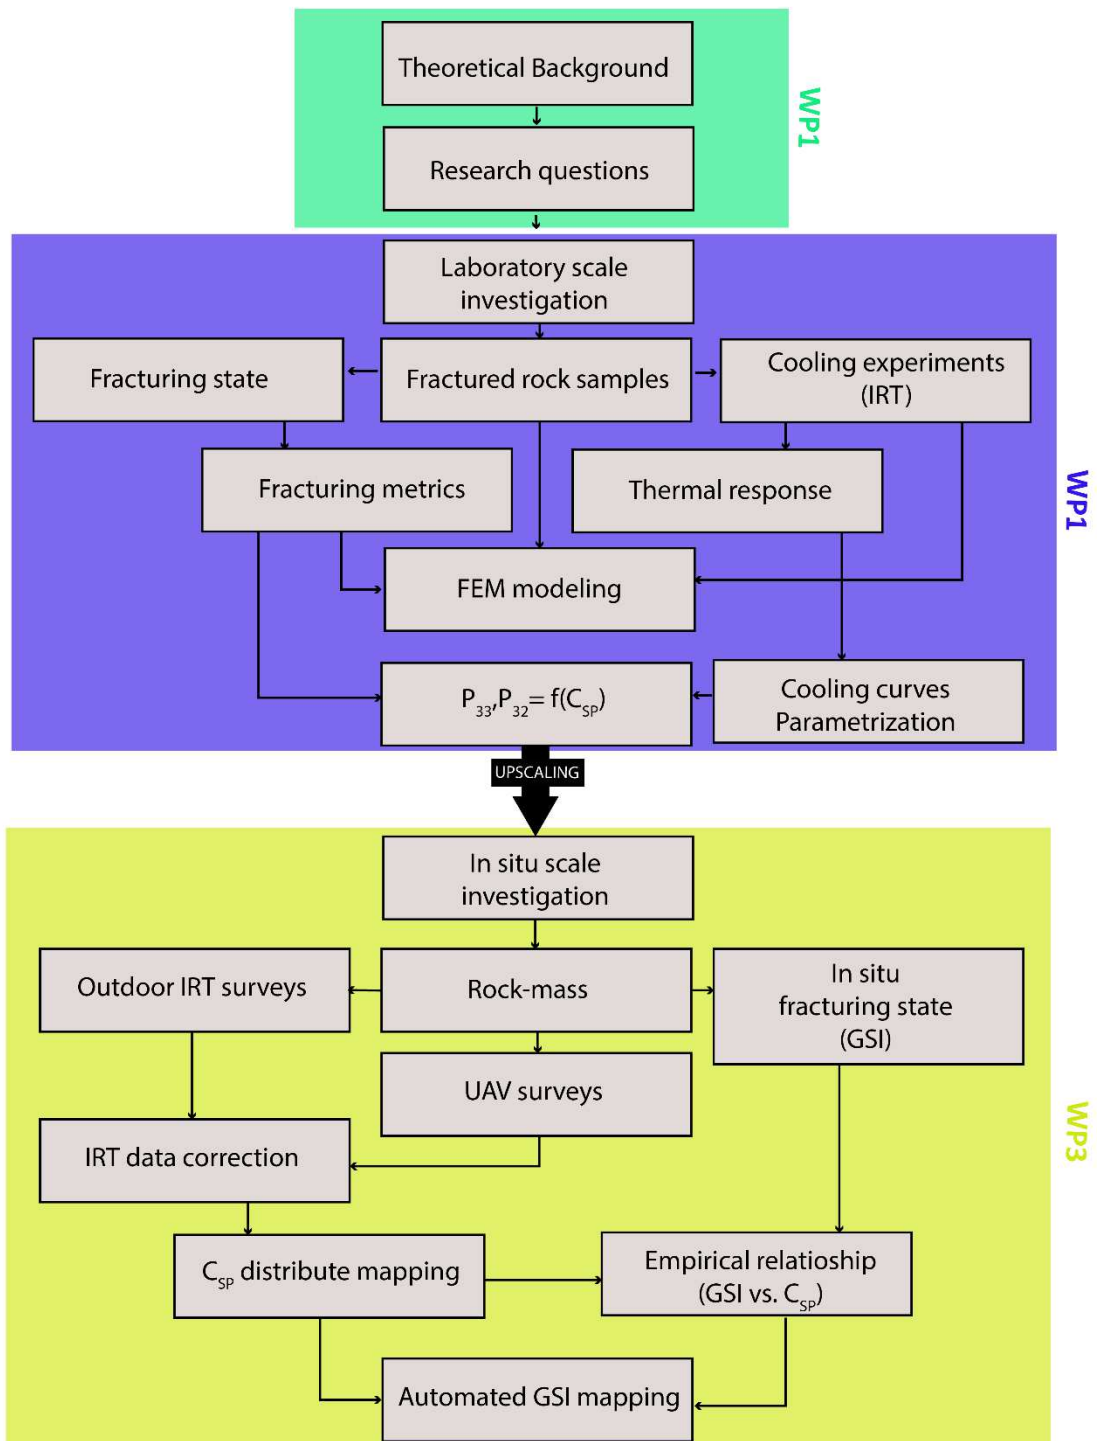 Theoretical Background
WP1
Research questions
Laboratory scale
investigation
Fracturing state
Fractured rock samples
Cooling experiments
(IRT)
Fracturing metrics
Thermal response
WP1
FEM modeling
P33,P32= f(CSP)
Cooling curves
Parametrization
UPSCALING
In situ scale
investigation
Outdoor IRT surveys
Rock-mass
In situ
fracturing state
(GSI)
UAV surveys
WP3
IRT data correction
CSP distribute mapping
Empirical relatioship
(GSI vs. CSP)
Automated GSI mapping